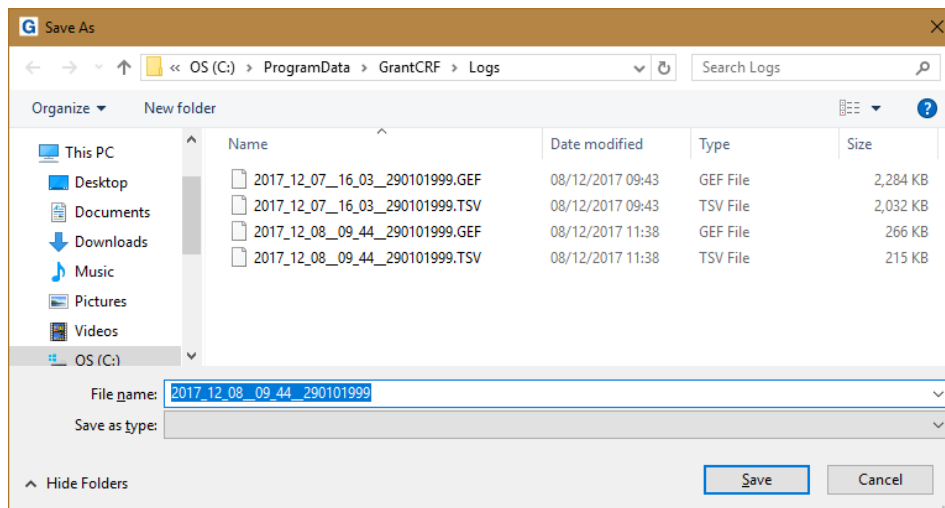 G Save As
« OS (C:) > ProgramData > GrantCRF > Logs Search Logs
Organize New folder ?
Name Date modified Type Size
This PC
Desktop
Documents
Downloads
Music
Pictures
Videos
OS (C:)
2017_12_07__16_03__290101999.GEF 08/12/2017 09:43 GEF File 2,284 KB
2017_12_07__16_03__290101999.TSV 08/12/2017 09:43 TSV File 2,032 KB
2017_12_08__09_44__290101999.GEF 08/12/2017 11:38 GEF File 266 KB
2017_12_08__09_44__290101999.TSV 08/12/2017 11:38 TSV File 215 KB
File name: 2017_12_08__09_44__290101999
Save as type:
Hide Folders Save Cancel